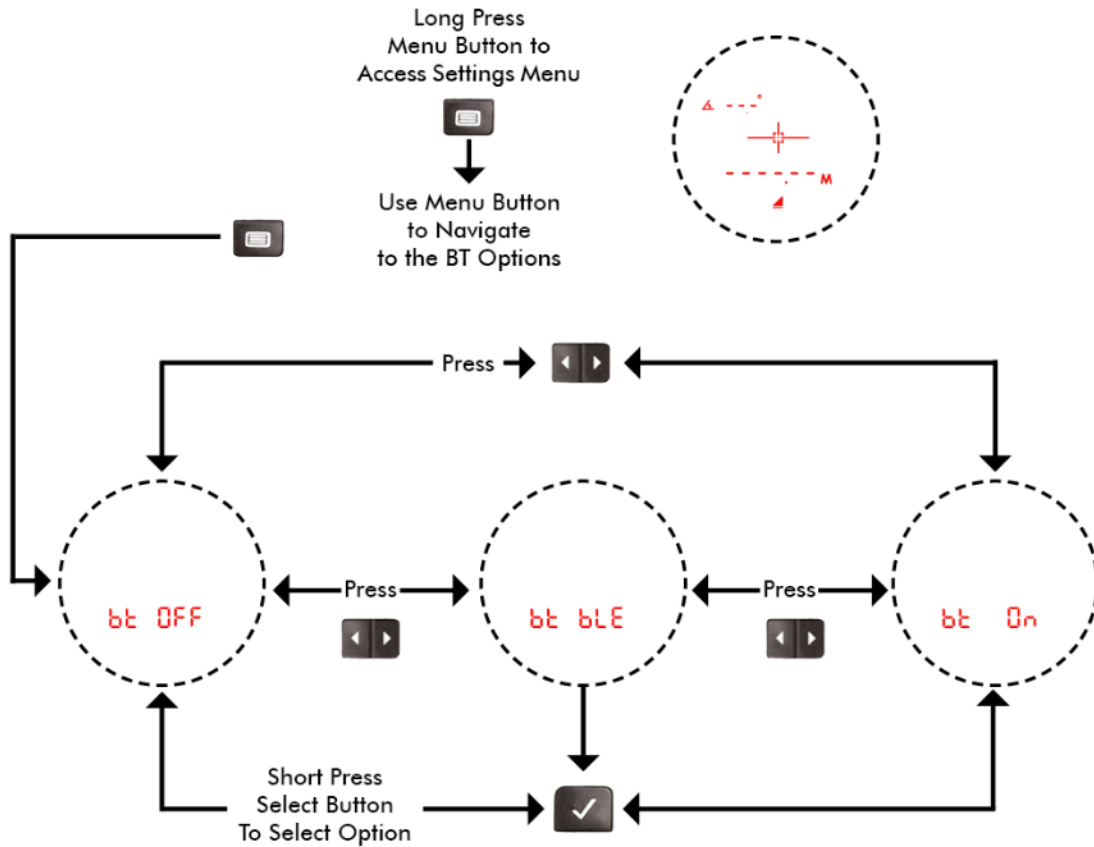 Long Press
Menu Button to
Access Settings Menu
M
Use Menu Button
to Navigate
to the BT Options
Press
bt OFF
Press
bt bLE
Press
bt On
Short Press
Select Button
To Select Option